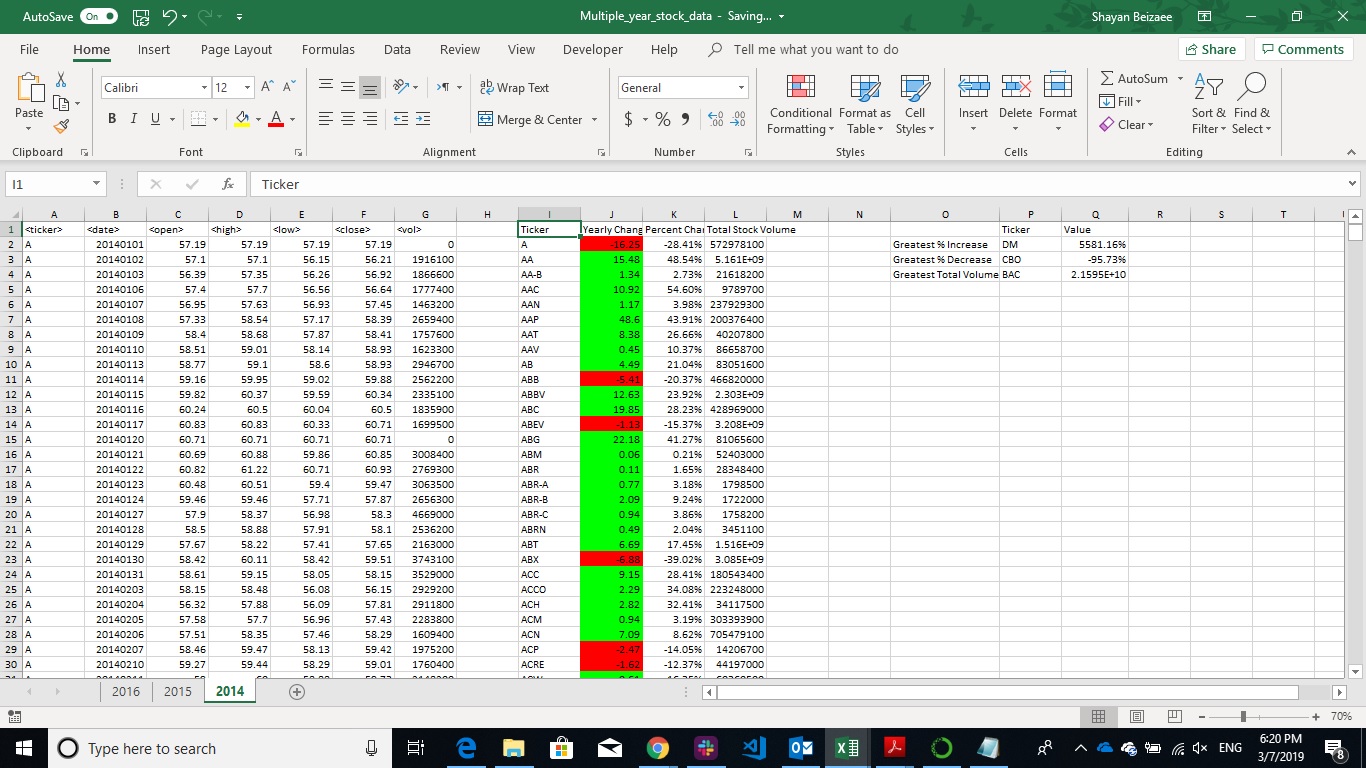 AutoSave On Multiple_year_stock_data - Saving... Shayan Beizaee
File Home Insert Page Layout Formulas Data Review View Developer Help Tell me what you want to do Share Comments
Paste Calibri 12 Wrap Text General Conditional Formatting Format as Table Cell Styles Insert Delete Format AutoSum Sort & Filter Find & Select
B I U A Merge & Center $ % Fill
Clear
Clipboard Font Alignment Number Styles Cells Editing
I1 fx Ticker
A B C D E F G H I J K L M N O P Q R S T
1 <ticker> <date> <open> <high> <low> <close> <vol> Ticker Yearly Chang Percent Chan Total Stock Volume Ticker Value
2 A 20140101 57.19 57.19 57.19 57.19 0 A -16.25 -28.41% 572978100 Greatest % Increase DM 5581.16%
3 A 20140102 57.1 57.1 56.15 56.21 1916100 AA 15.48 48.54% 5.161E+09 Greatest % Decrease CBO -95.73%
4 A 20140103 56.39 57.35 56.26 56.92 1866600 AA-B 1.34 2.73% 21618200 Greatest Total Volume BAC 2.1595E+10
5 A 20140106 57.4 57.7 56.56 56.64 1777400 AAC 10.92 54.60% 9789700
6 A 20140107 56.95 57.63 56.93 57.45 1463200 AAN 1.17 3.98% 237929300
7 A 20140108 57.33 58.54 57.17 58.39 2659400 AAP 48.6 43.91% 200376400
8 A 20140109 58.4 58.68 57.87 58.41 1757600 AAT 8.38 26.66% 40207800
9 A 20140110 58.51 59.01 58.14 58.93 1623300 AAV 0.45 10.37% 86658700
10 A 20140113 58.77 59.1 58.6 58.93 2946700 AB 4.49 21.04% 83051600
11 A 20140114 59.16 59.95 59.02 59.88 2562200 ABB -5.41 -20.37% 466820000
12 A 20140115 59.82 60.37 59.59 60.34 2335100 ABBV 12.63 23.92% 2.303E+09
13 A 20140116 60.24 60.5 60.04 60.5 1835900 ABC 19.85 28.23% 428969000
14 A 20140117 60.83 60.83 60.33 60.71 1699500 ABEV -1.13 -15.37% 3.208E+09
15 A 20140120 60.71 60.71 60.71 60.71 0 ABG 22.18 41.27% 81065600
16 A 20140121 60.69 60.88 59.86 60.85 3008400 ABM 0.06 0.21% 52403000
17 A 20140122 60.82 61.22 60.71 60.93 2769300 ABR 0.11 1.65% 28348400
18 A 20140123 60.48 60.51 59.4 59.47 3063500 ABR-A 0.77 3.18% 1798500
19 A 20140124 59.46 59.46 57.71 57.87 2656300 ABR-B 2.09 9.24% 1722000
20 A 20140127 57.9 58.37 56.98 58.3 4669000 ABR-C 0.94 3.86% 1758200
21 A 20140128 58.5 58.88 57.91 58.1 2536200 ABRN 0.49 2.04% 3451100
22 A 20140129 57.67 58.22 57.41 57.65 2163000 ABT 6.69 17.45% 1.516E+09
23 A 20140130 58.42 60.11 58.42 59.51 3743100 ABX -6.88 -39.02% 3.085E+09
24 A 20140131 58.61 59.15 58.05 58.15 3529000 ACC 9.15 28.41% 180543400
25 A 20140203 58.15 58.48 56.08 56.15 2929200 ACCO 2.29 34.08% 223248000
26 A 20140204 56.32 57.88 56.09 57.81 2911800 ACH 2.82 32.41% 34117500
27 A 20140205 57.58 57.7 56.96 57.43 2283800 ACM 0.94 3.19% 303393900
28 A 20140206 57.51 58.35 57.46 58.29 1609400 ACN 7.09 8.62% 705479100
29 A 20140207 58.46 59.47 58.13 59.42 1975200 ACP -2.47 -14.05% 14206700
30 A 20140210 59.27 59.44 58.29 59.01 1760400 ACRE -1.62 -12.37% 44197000
2016 2015 2014
70%
Type here to search ENG 6:20 PM
3/7/2019 8